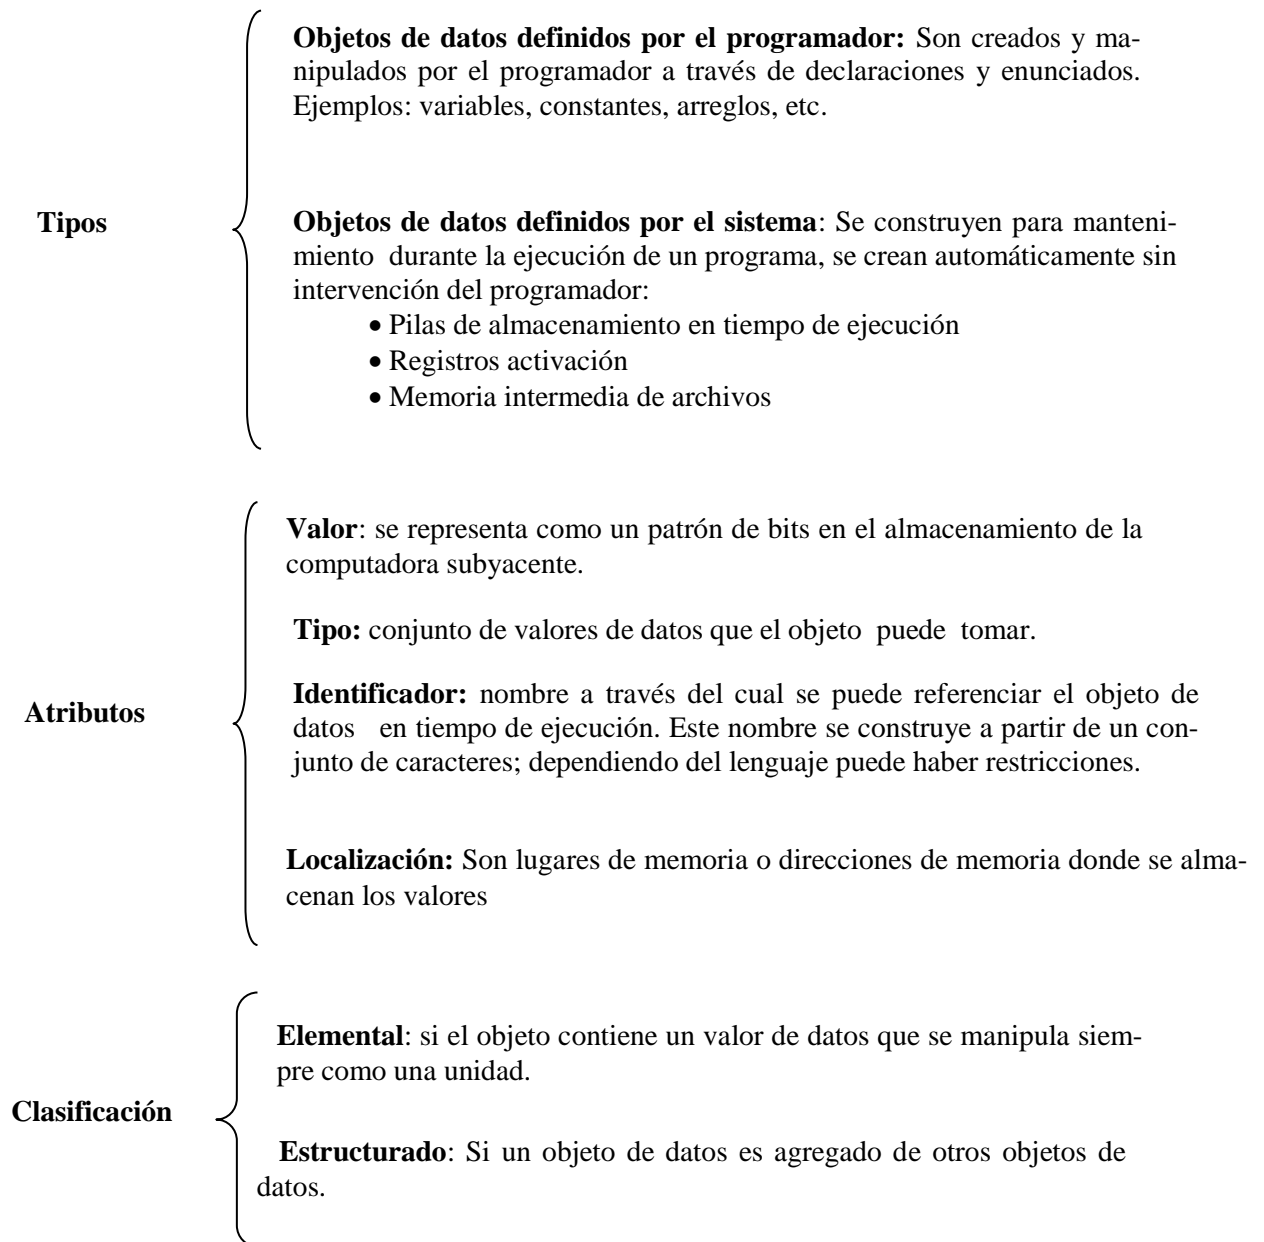 Objetos de datos definidos por el programador: Son creados y ma-
nipulados por el programador a través de declaraciones y enunciados.
Ejemplos: variables, constantes, arreglos, etc.
Tipos
Objetos de datos definidos por el sistema: Se construyen para manteni-
miento durante la ejecución de un programa, se crean automáticamente sin
intervención del programador:
• Pilas de almacenamiento en tiempo de ejecución
• Registros activación
• Memoria intermedia de archivos
Valor: se representa como un patrón de bits en el almacenamiento de la
computadora subyacente.
Tipo: conjunto de valores de datos que el objeto puede tomar.
Atributos
Identificador: nombre a través del cual se puede referenciar el objeto de
datos en tiempo de ejecución. Este nombre se construye a partir de un con-
junto de caracteres; dependiendo del lenguaje puede haber restricciones.
Localización: Son lugares de memoria o direcciones de memoria donde se alma-
cenan los valores
Elemental: si el objeto contiene un valor de datos que se manipula siem-
pre como una unidad.
Clasificación
Estructurado: Si un objeto de datos es agregado de otros objetos de
datos.